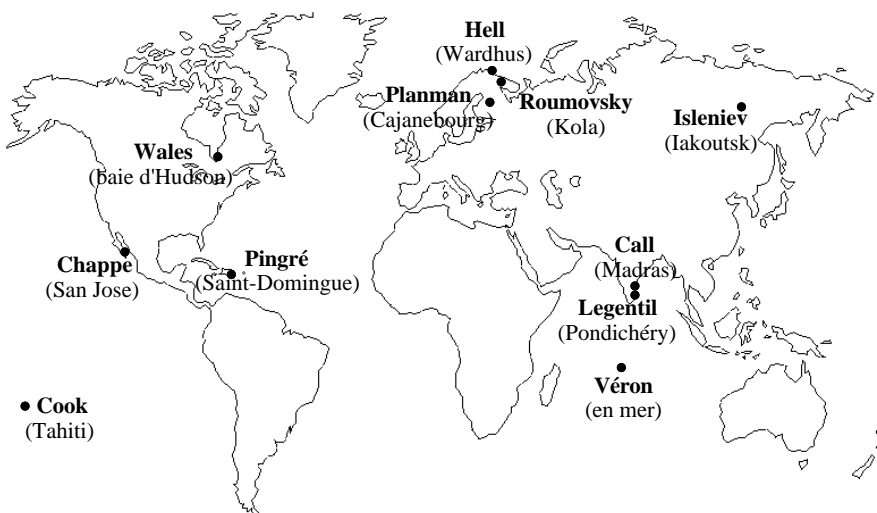 Hell
(Wardhus)
Planman
(Cajanebourg)
Roumovsky
(Kola)
Isleniev
(Iakoutsk)
Wales
(baie d'Hudson)
Chappe
(San Jose)
Pingré
(Saint-Domingue)
Call
(Madras)
Legentil
(Pondichéry)
Véron
(en mer)
Cook
(Tahiti)